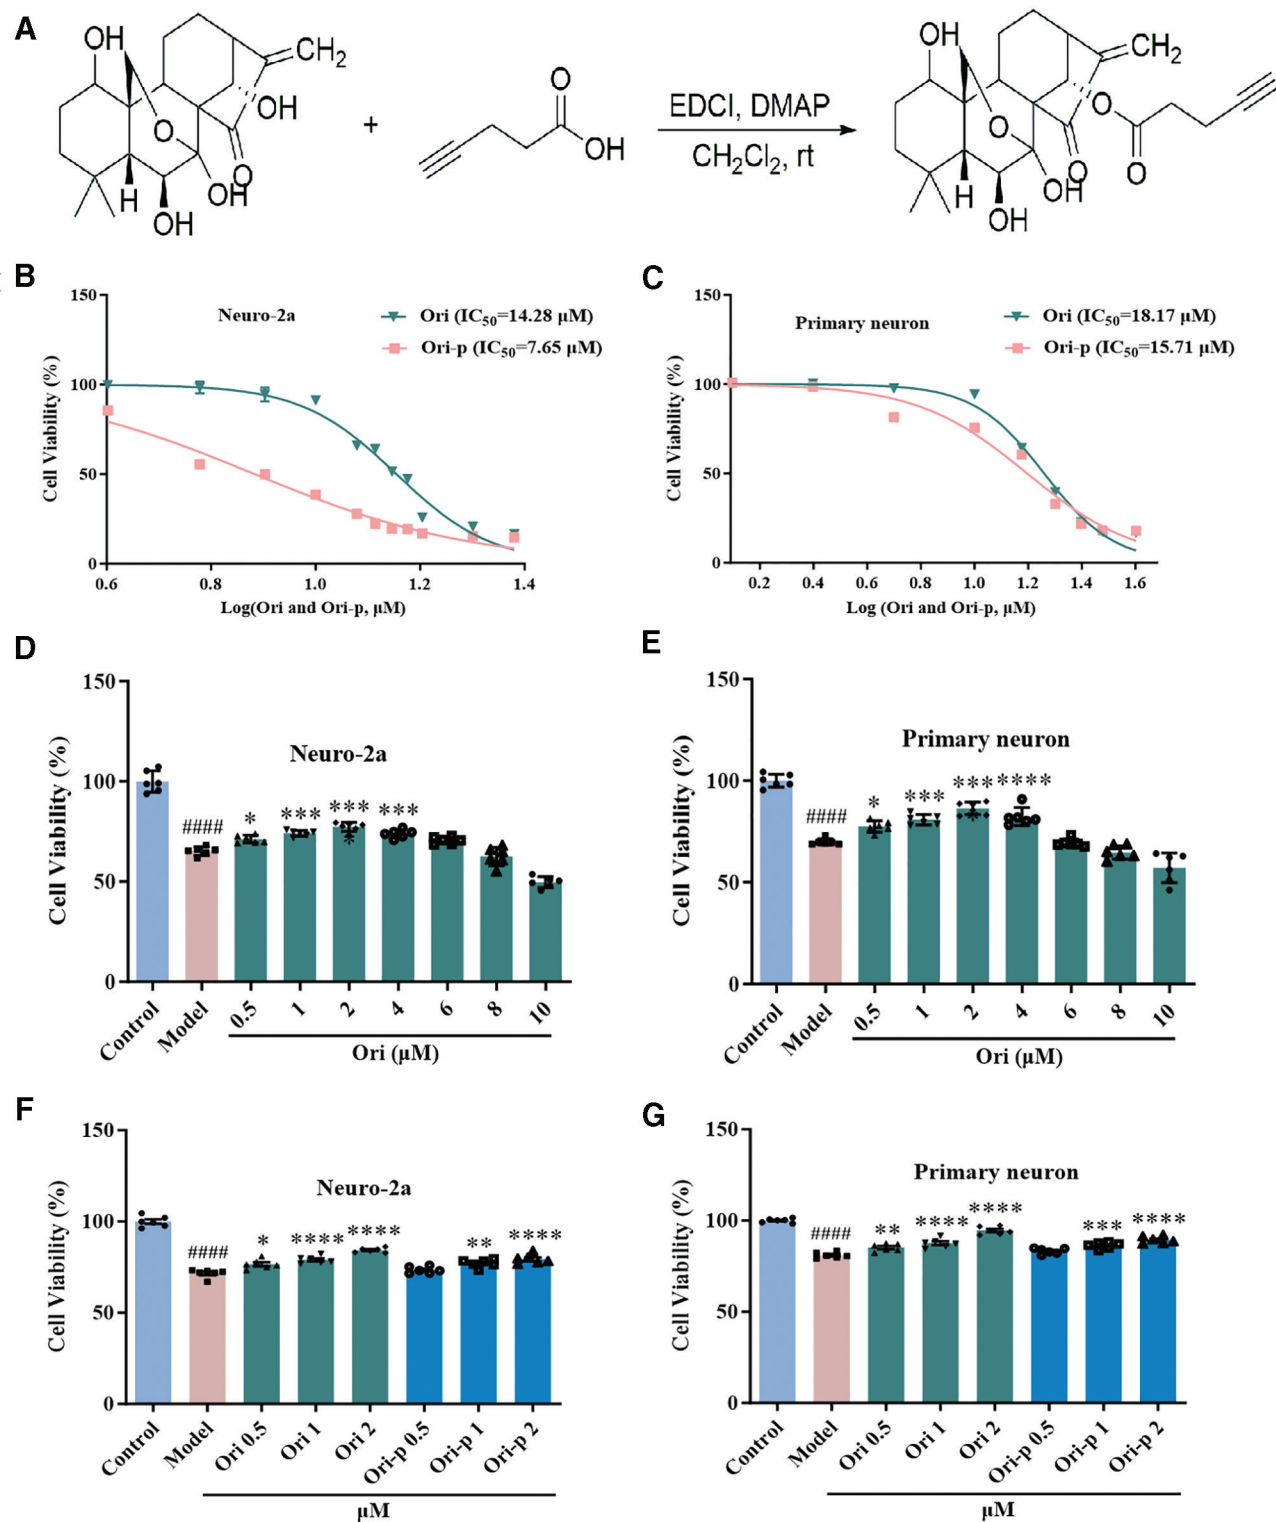 A
OH
CH2
OH
O
O
H
OH
OH
+
O
OH
EDCI, DMAP
CH2Cl2, rt
OH
CH2
O
O
O
O
H
OH
OH
B
150
100
50
0
Cell Viability (%)
Neuro-2a
Ori (IC50=14.28 μM)
Ori-p (IC50=7.65 μM)
0.6
0.8
1.0
1.2
1.4
Log(Ori and Ori-p, μM)
C
150
100
50
0
Cell Viability (%)
Primary neuron
Ori (IC50=18.17 μM)
Ori-p (IC50=15.71 μM)
0.2
0.4
0.6
0.8
1.0
1.2
1.4
1.6
Log (Ori and Ori-p, μM)
D
150
100
50
0
Cell Viability (%)
Neuro-2a
####
*
***
***
*
***
Control
Model
0.5
1
2
4
6
8
10
Ori (μM)
E
150
100
50
0
Cell Viability (%)
Primary neuron
####
*
***
***
*
****
Control
Model
0.5
1
2
4
6
8
10
Ori (μM)
F
150
100
50
0
Cell Viability (%)
Neuro-2a
####
*
****
****
**
****
Control
Model
Ori 0.5
Ori 1
Ori 2
Ori-p 0.5
Ori-p 1
Ori-p 2
μM
G
150
100
50
0
Cell Viability (%)
Primary neuron
####
**
****
****
***
****
Control
Model
Ori 0.5
Ori 1
Ori 2
Ori-p 0.5
Ori-p 1
Ori-p 2
μM